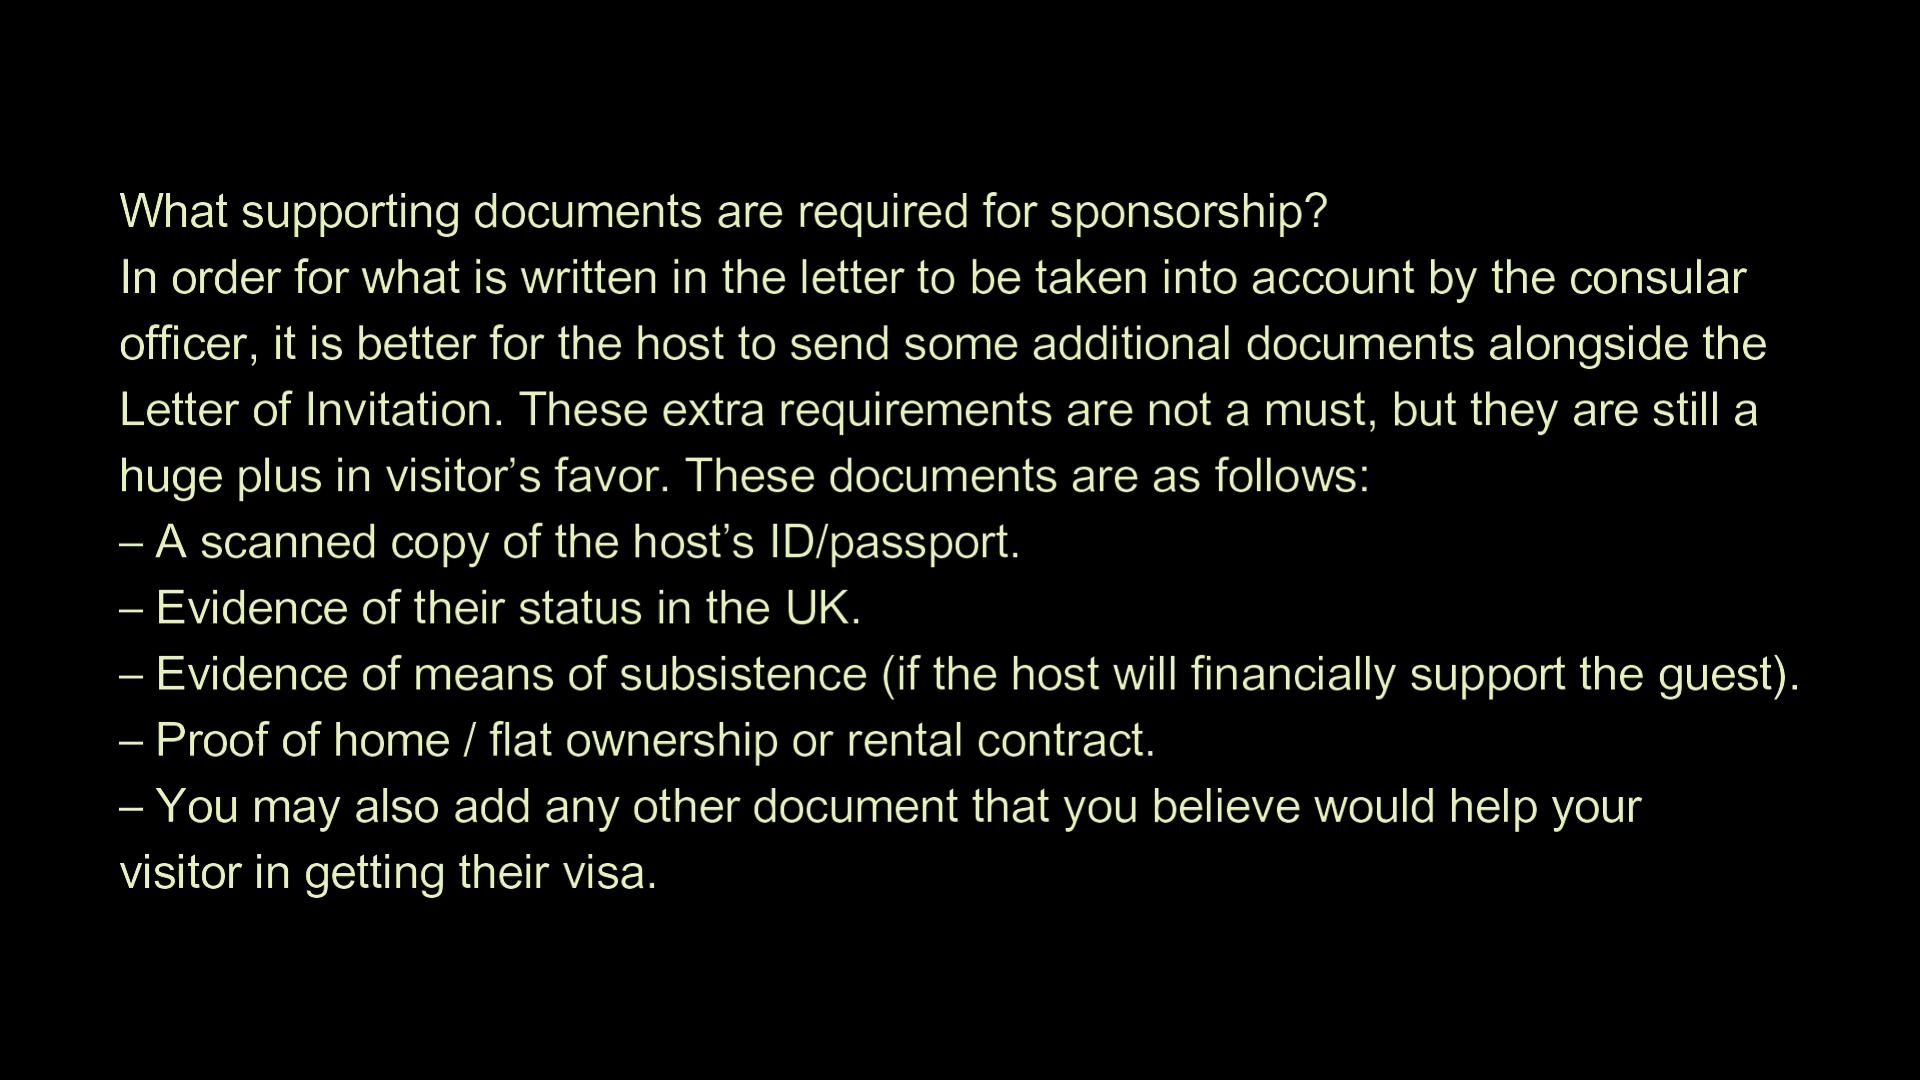 What supporting documents are required for sponsorship?
In order for what is written in the letter to be taken into account by the consular
officer, it is better for the host to send some additional documents alongside the
Letter of Invitation. These extra requirements are not a must, but they are still a
huge plus in visitor’s favor. These documents are as follows:
– A scanned copy of the host’s ID/passport.
– Evidence of their status in the UK.
– Evidence of means of subsistence (if the host will financially support the guest).
– Proof of home / flat ownership or rental contract.
– You may also add any other document that you believe would help your
visitor in getting their visa.